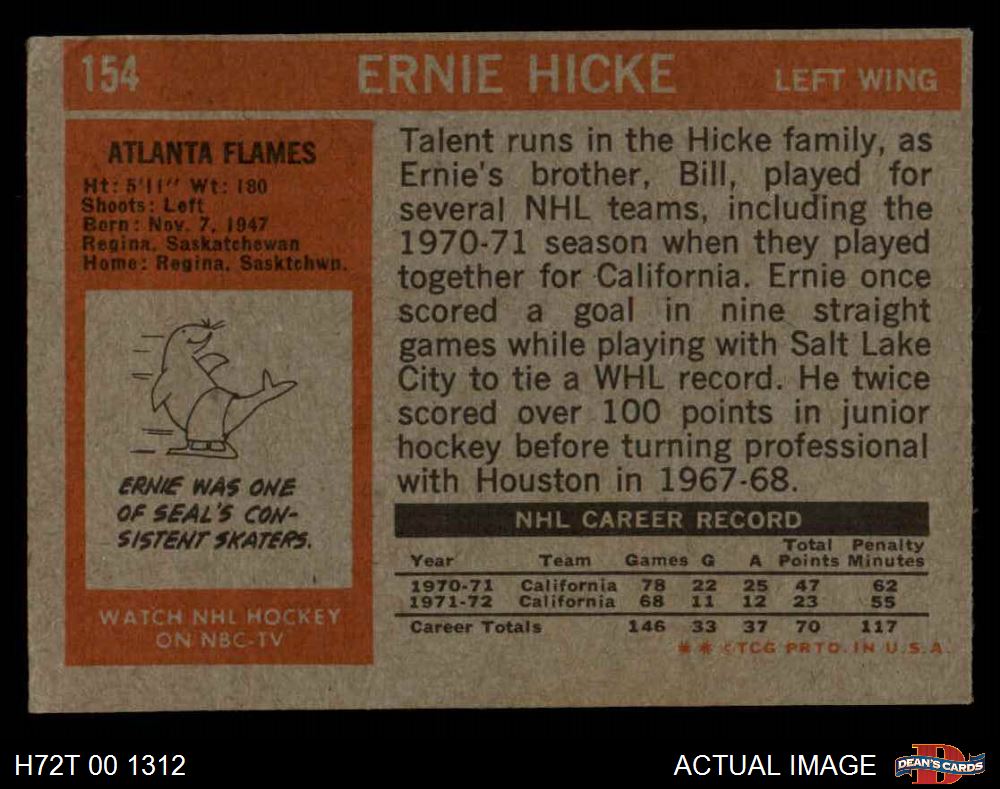 154 ERNIE HICKE LEFT WING
ATLANTA FLAMES
Ht: 5'11" Wt: 180
Shoots: Left
Born: Nov. 7, 1947
Regina, Saskatchewan
Home: Regina, Sasktchwn.
ERNIE WAS ONE
OF SEAL'S CON-
SISTENT SKATERS.
WATCH NHL HOCKEY
ON NBC-TV
Talent runs in the Hicke family, as
Ernie's brother, Bill, played for
several NHL teams, including the
1970-71 season when they played
together for California. Ernie once
scored a goal in nine straight
games while playing with Salt Lake
City to tie a WHL record. He twice
scored over 100 points in junior
hockey before turning professional
with Houston in 1967-68.
NHL CAREER RECORD
Year Team Games G A Total Points Penalty Minutes
1970-71 California 78 22 25 47 62
1971-72 California 68 11 12 23 55
Career Totals 146 33 37 70 117
* * ©TCG PRTD. IN U.S.A.
H72T 00 1312 ACTUAL IMAGE DEAN'S CARDS